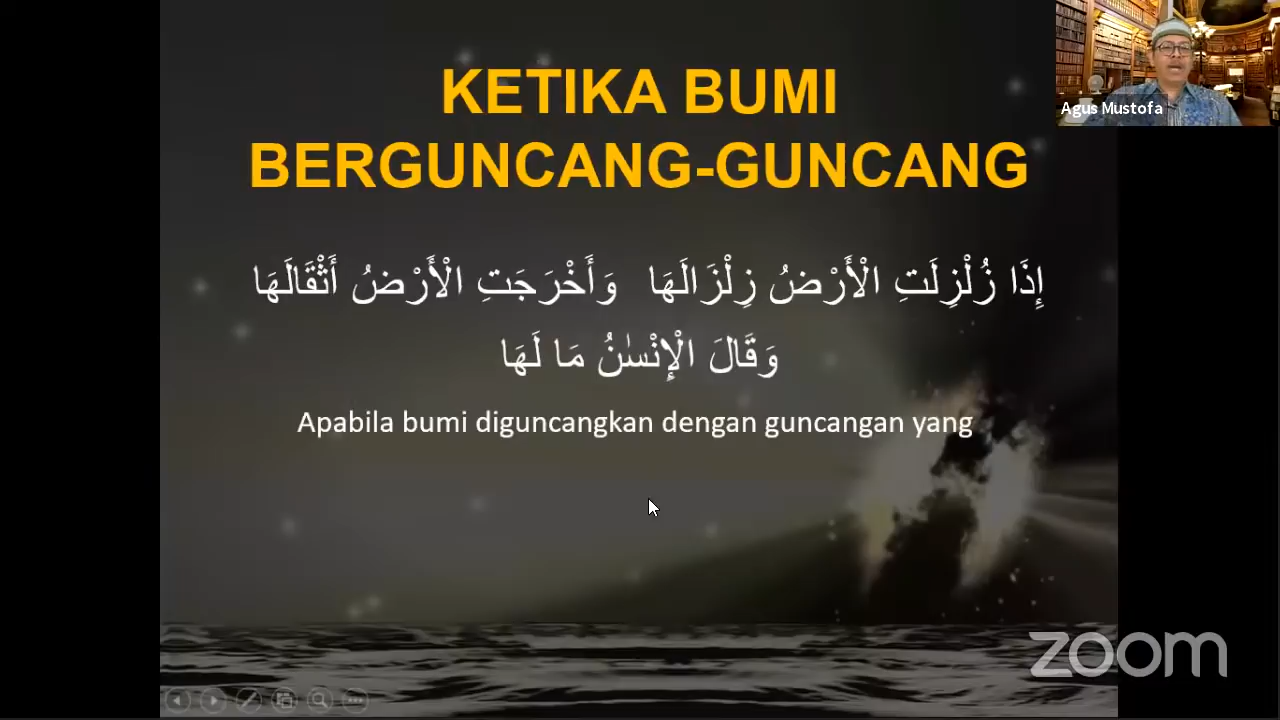 KETIKA BUMI
BERGUNCANG-GUNCANG
إِذَا زُلْزِلَتِ الْأَرْضُ زِلْزَالَهَا وَأَخْرَجَتِ الْأَرْضُ أَثْقَالَهَا
وَقَالَ الْإِنْسٰنُ مَا لَهَا
Apabila bumi diguncangkan dengan guncangan yang
Agus Mustofa
zoom